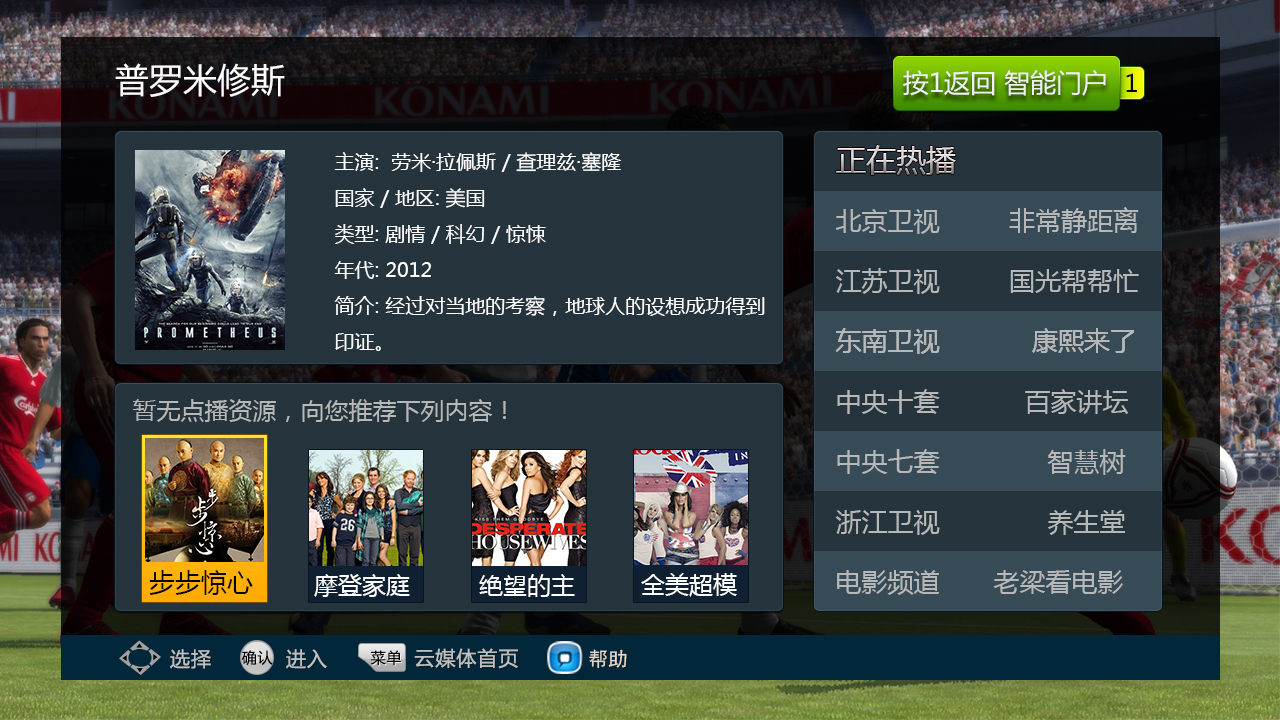 普罗米修斯
按1返回 智能门户 1
KONAMI KONAMI
主演: 劳米·拉佩斯 / 查理兹·塞隆
国家 / 地区: 美国
类型: 剧情 / 科幻 / 惊悚
年代: 2012
简介: 经过对当地的考察，地球人的设想成功得到
印证。
PROMETHEUS
正在热播
北京卫视 非常静距离
江苏卫视 国光帮帮忙
东南卫视 康熙来了
中央十套 百家讲坛
中央七套 智慧树
浙江卫视 养生堂
电影频道 老梁看电影
暂无点播资源，向您推荐下列内容！
步步惊心
26
KISS THEM GOODBYE
DESPERATE
HOUSEWIVES
步步惊心 摩登家庭 绝望的主 全美超模
选择 确认 进入 菜单 云媒体首页 帮助